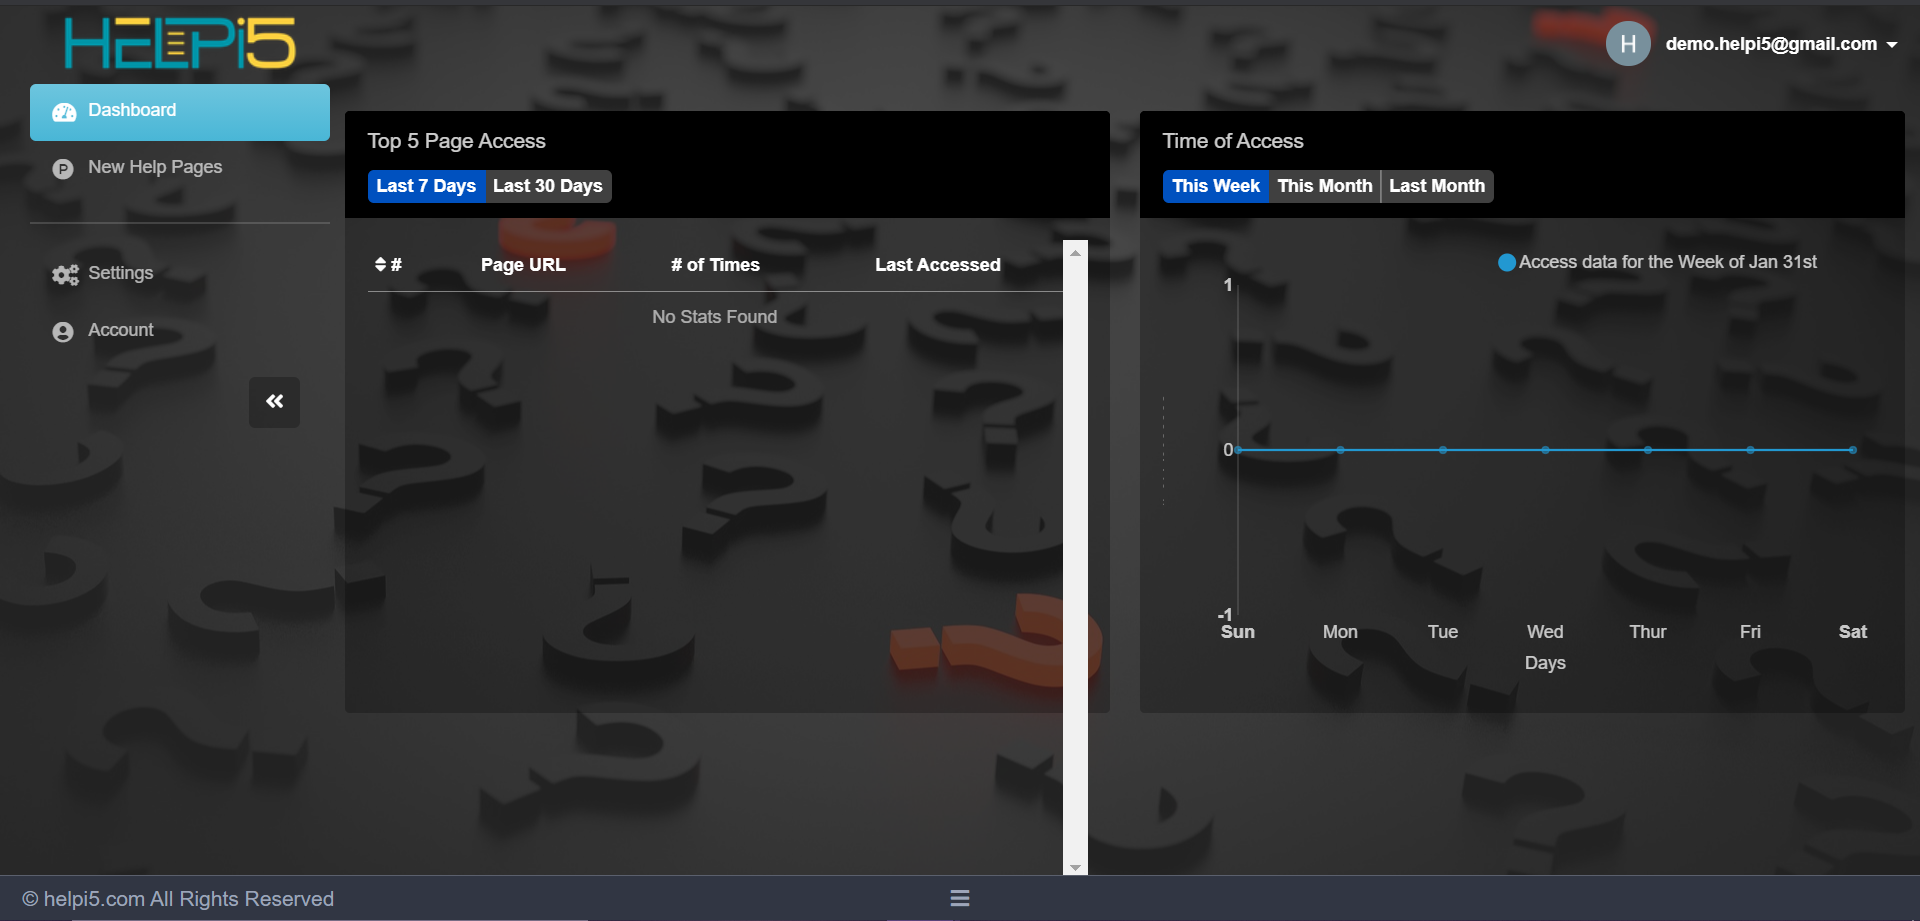 HELPi5
H demo.helpi5@gmail.com
Dashboard
P New Help Pages
Settings
Account
Top 5 Page Access
Last 7 Days Last 30 Days
# Page URL # of Times Last Accessed
No Stats Found
Time of Access
This Week This Month Last Month
Access data for the Week of Jan 31st
1
0
-1
Sun Mon Tue Wed Thur Fri Sat
Days
© helpi5.com All Rights Reserved